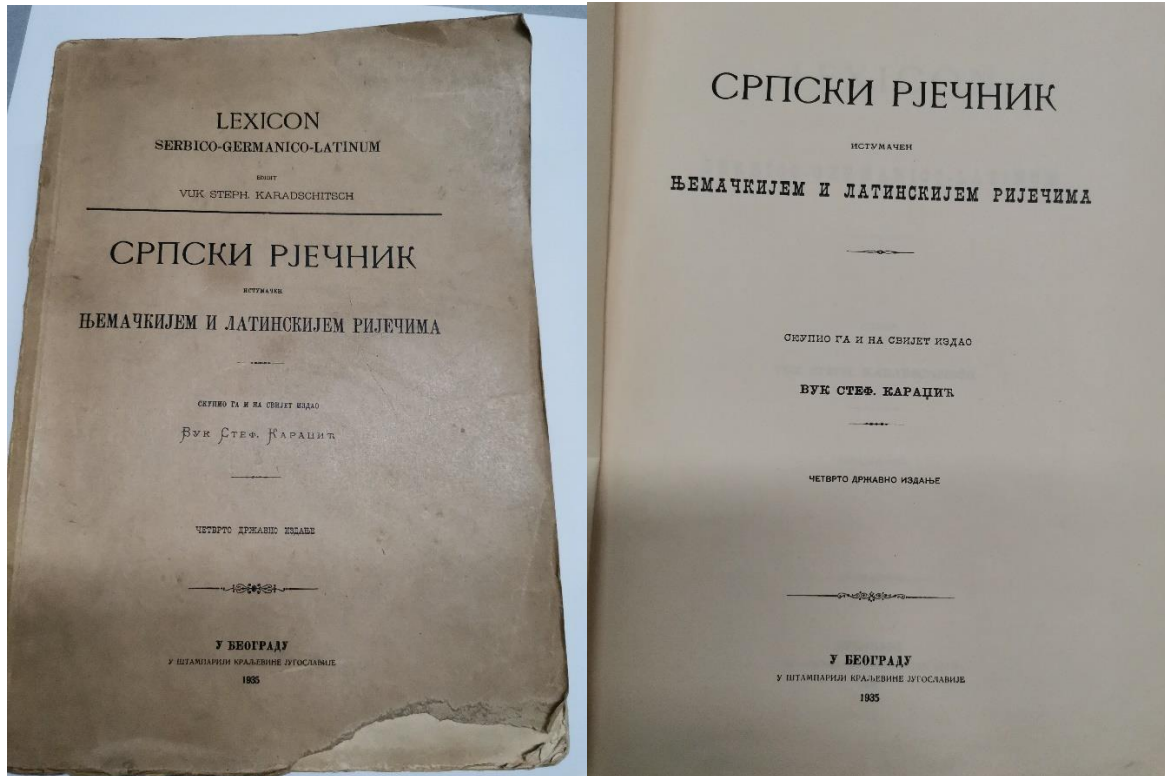 LEXICON
SERBICO-GERMANICO-LATINUM
EDIDIT
VUK STEPH. KARADSCHITSCH
СРПСКИ РЈЕЧНИК
ИСТУМАЧЕН
ЊЕМАЧКИЈЕМ И ЛАТИНСКИЈЕМ РИЈЕЧИМА
СКУПИО ГА И НА СВИЈЕТ ИЗДАО
ВУК СТЕФ. КАРАЏИЋ
ЧЕТВРТО ДРЖАВНО ИЗДАЊЕ
У БЕОГРАДУ
У ШТАМПАРИЈИ КРАЉЕВИНЕ ЈУГОСЛАВИЈЕ
1935
СРПСКИ РЈЕЧНИК
ИСТУМАЧЕН
ЊЕМАЧКИЈЕМ И ЛАТИНСКИЈЕМ РИЈЕЧИМА
СКУПИО ГА И НА СВИЈЕТ ИЗДАО
ВУК СТЕФ. КАРАЏИЋ
ЧЕТВРТО ДРЖАВНО ИЗДАЊЕ
У БЕОГРАДУ
У ШТАМПАРИЈИ КРАЉЕВИНЕ ЈУГОСЛАВИЈЕ
1935